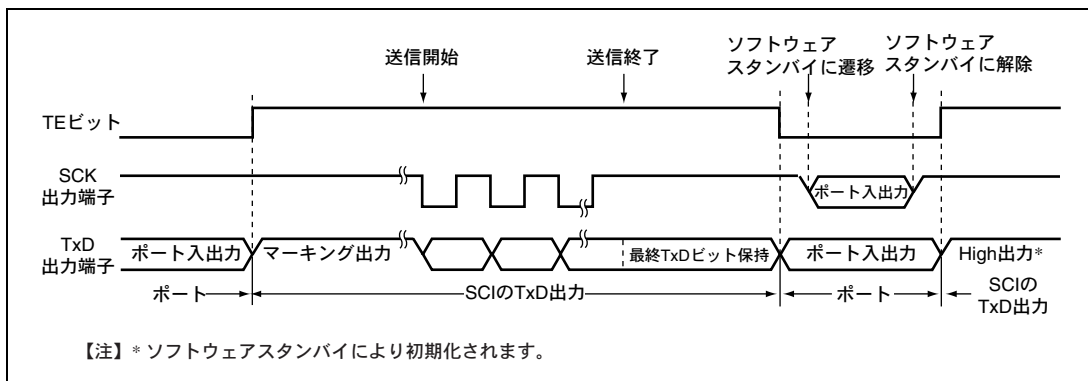 送信開始
送信終了
ソフトウェア
スタンバイに遷移
ソフトウェア
スタンバイに解除
TEビット
SCK
出力端子
ポート入出力
TxD
出力端子
ポート入出力
マーキング出力
最終TxDビット保持
ポート入出力
High出力*
ポート
SCIのTxD出力
ポート
SCIの
TxD出力
【注】* ソフトウェアスタンバイにより初期化されます。